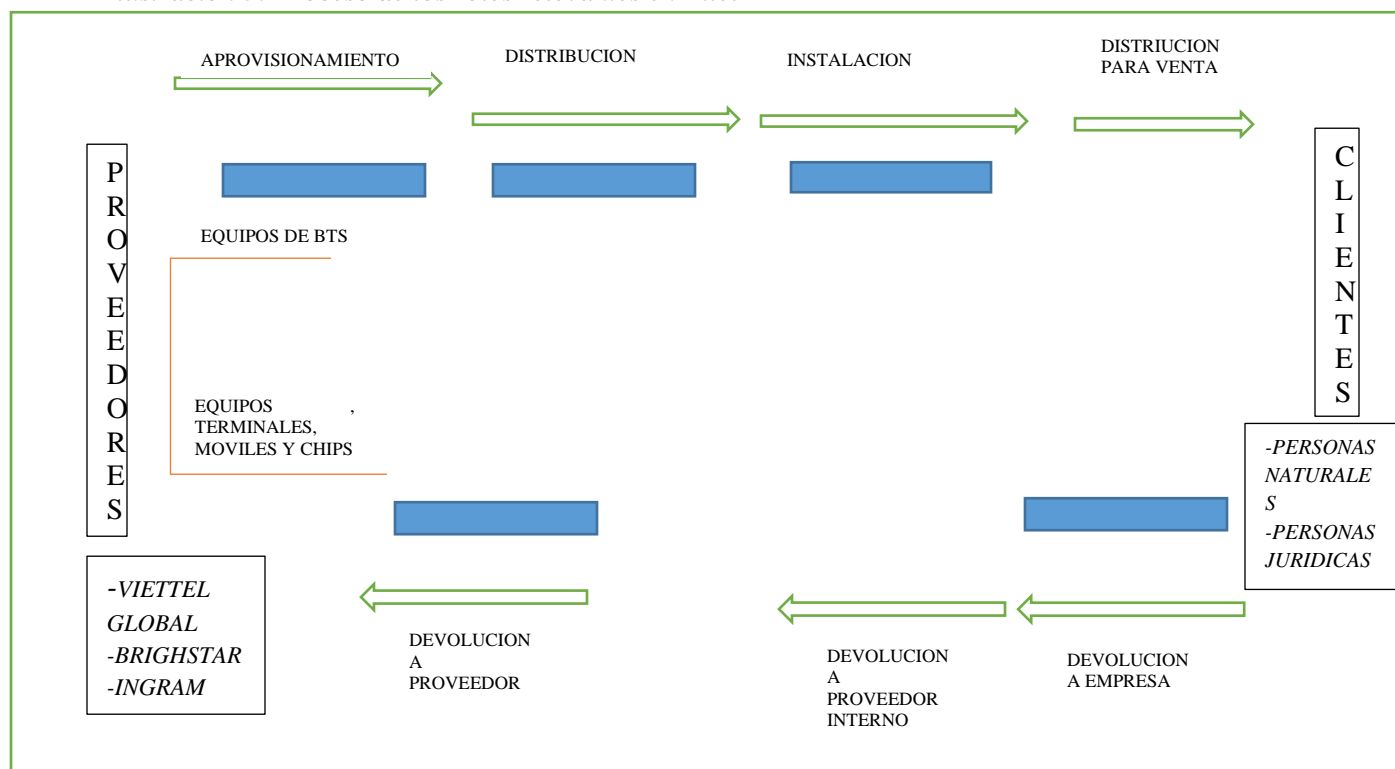 APROVISIONAMIENTO
DISTRIBUCION
INSTALACION
DISTRIUCION
PARA VENTA
P
R
O
V
E
E
D
O
R
E
S
C
L
I
E
N
T
E
S
EQUIPOS DE BTS
EQUIPOS ,
TERMINALES,
MOVILES Y CHIPS
-PERSONAS
NATURALE
S
-PERSONAS
JURIDICAS
-VIETTEL
GLOBAL
-BRIGHSTAR
-INGRAM
DEVOLUCION
A
PROVEEDOR
DEVOLUCION
A
PROVEEDOR
INTERNO
DEVOLUCION
A EMPRESA